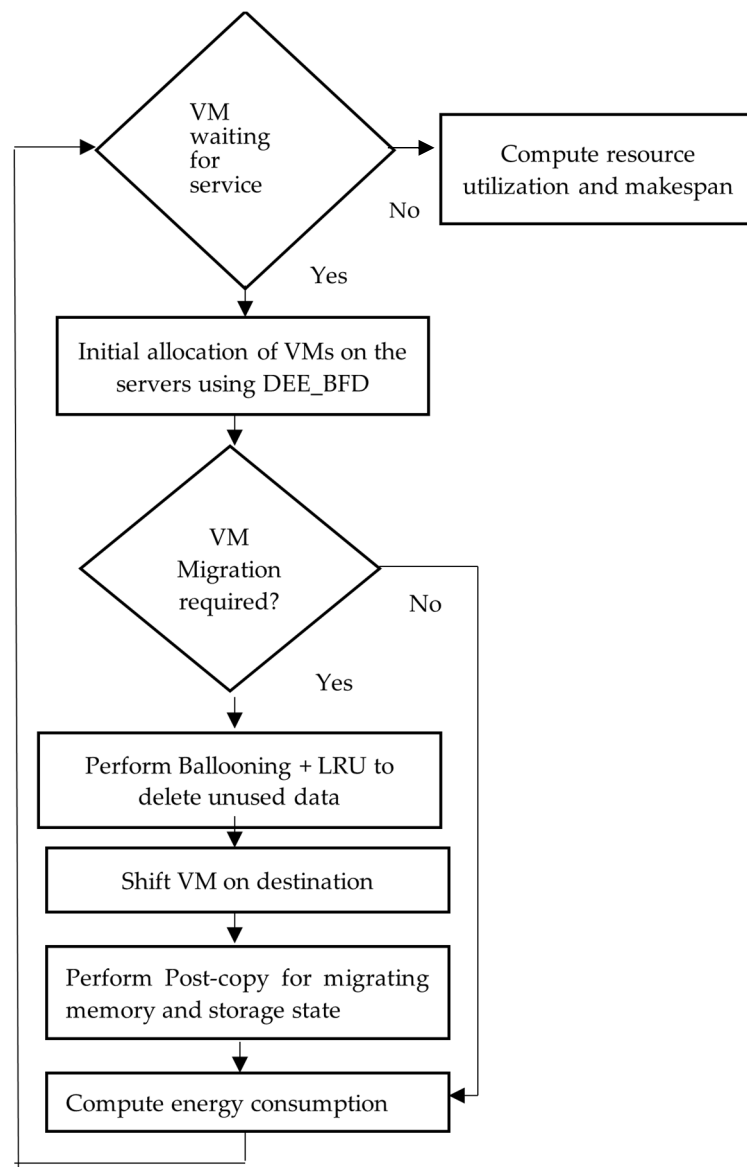 VM
waiting
for
service
Compute resource
utilization and makespan
No
Yes
Initial allocation of VMs on the
servers using DEE_BFD
VM
Migration
required?
No
Yes
Perform Ballooning + LRU to
delete unused data
Shift VM on destination
Perform Post-copy for migrating
memory and storage state
Compute energy consumption